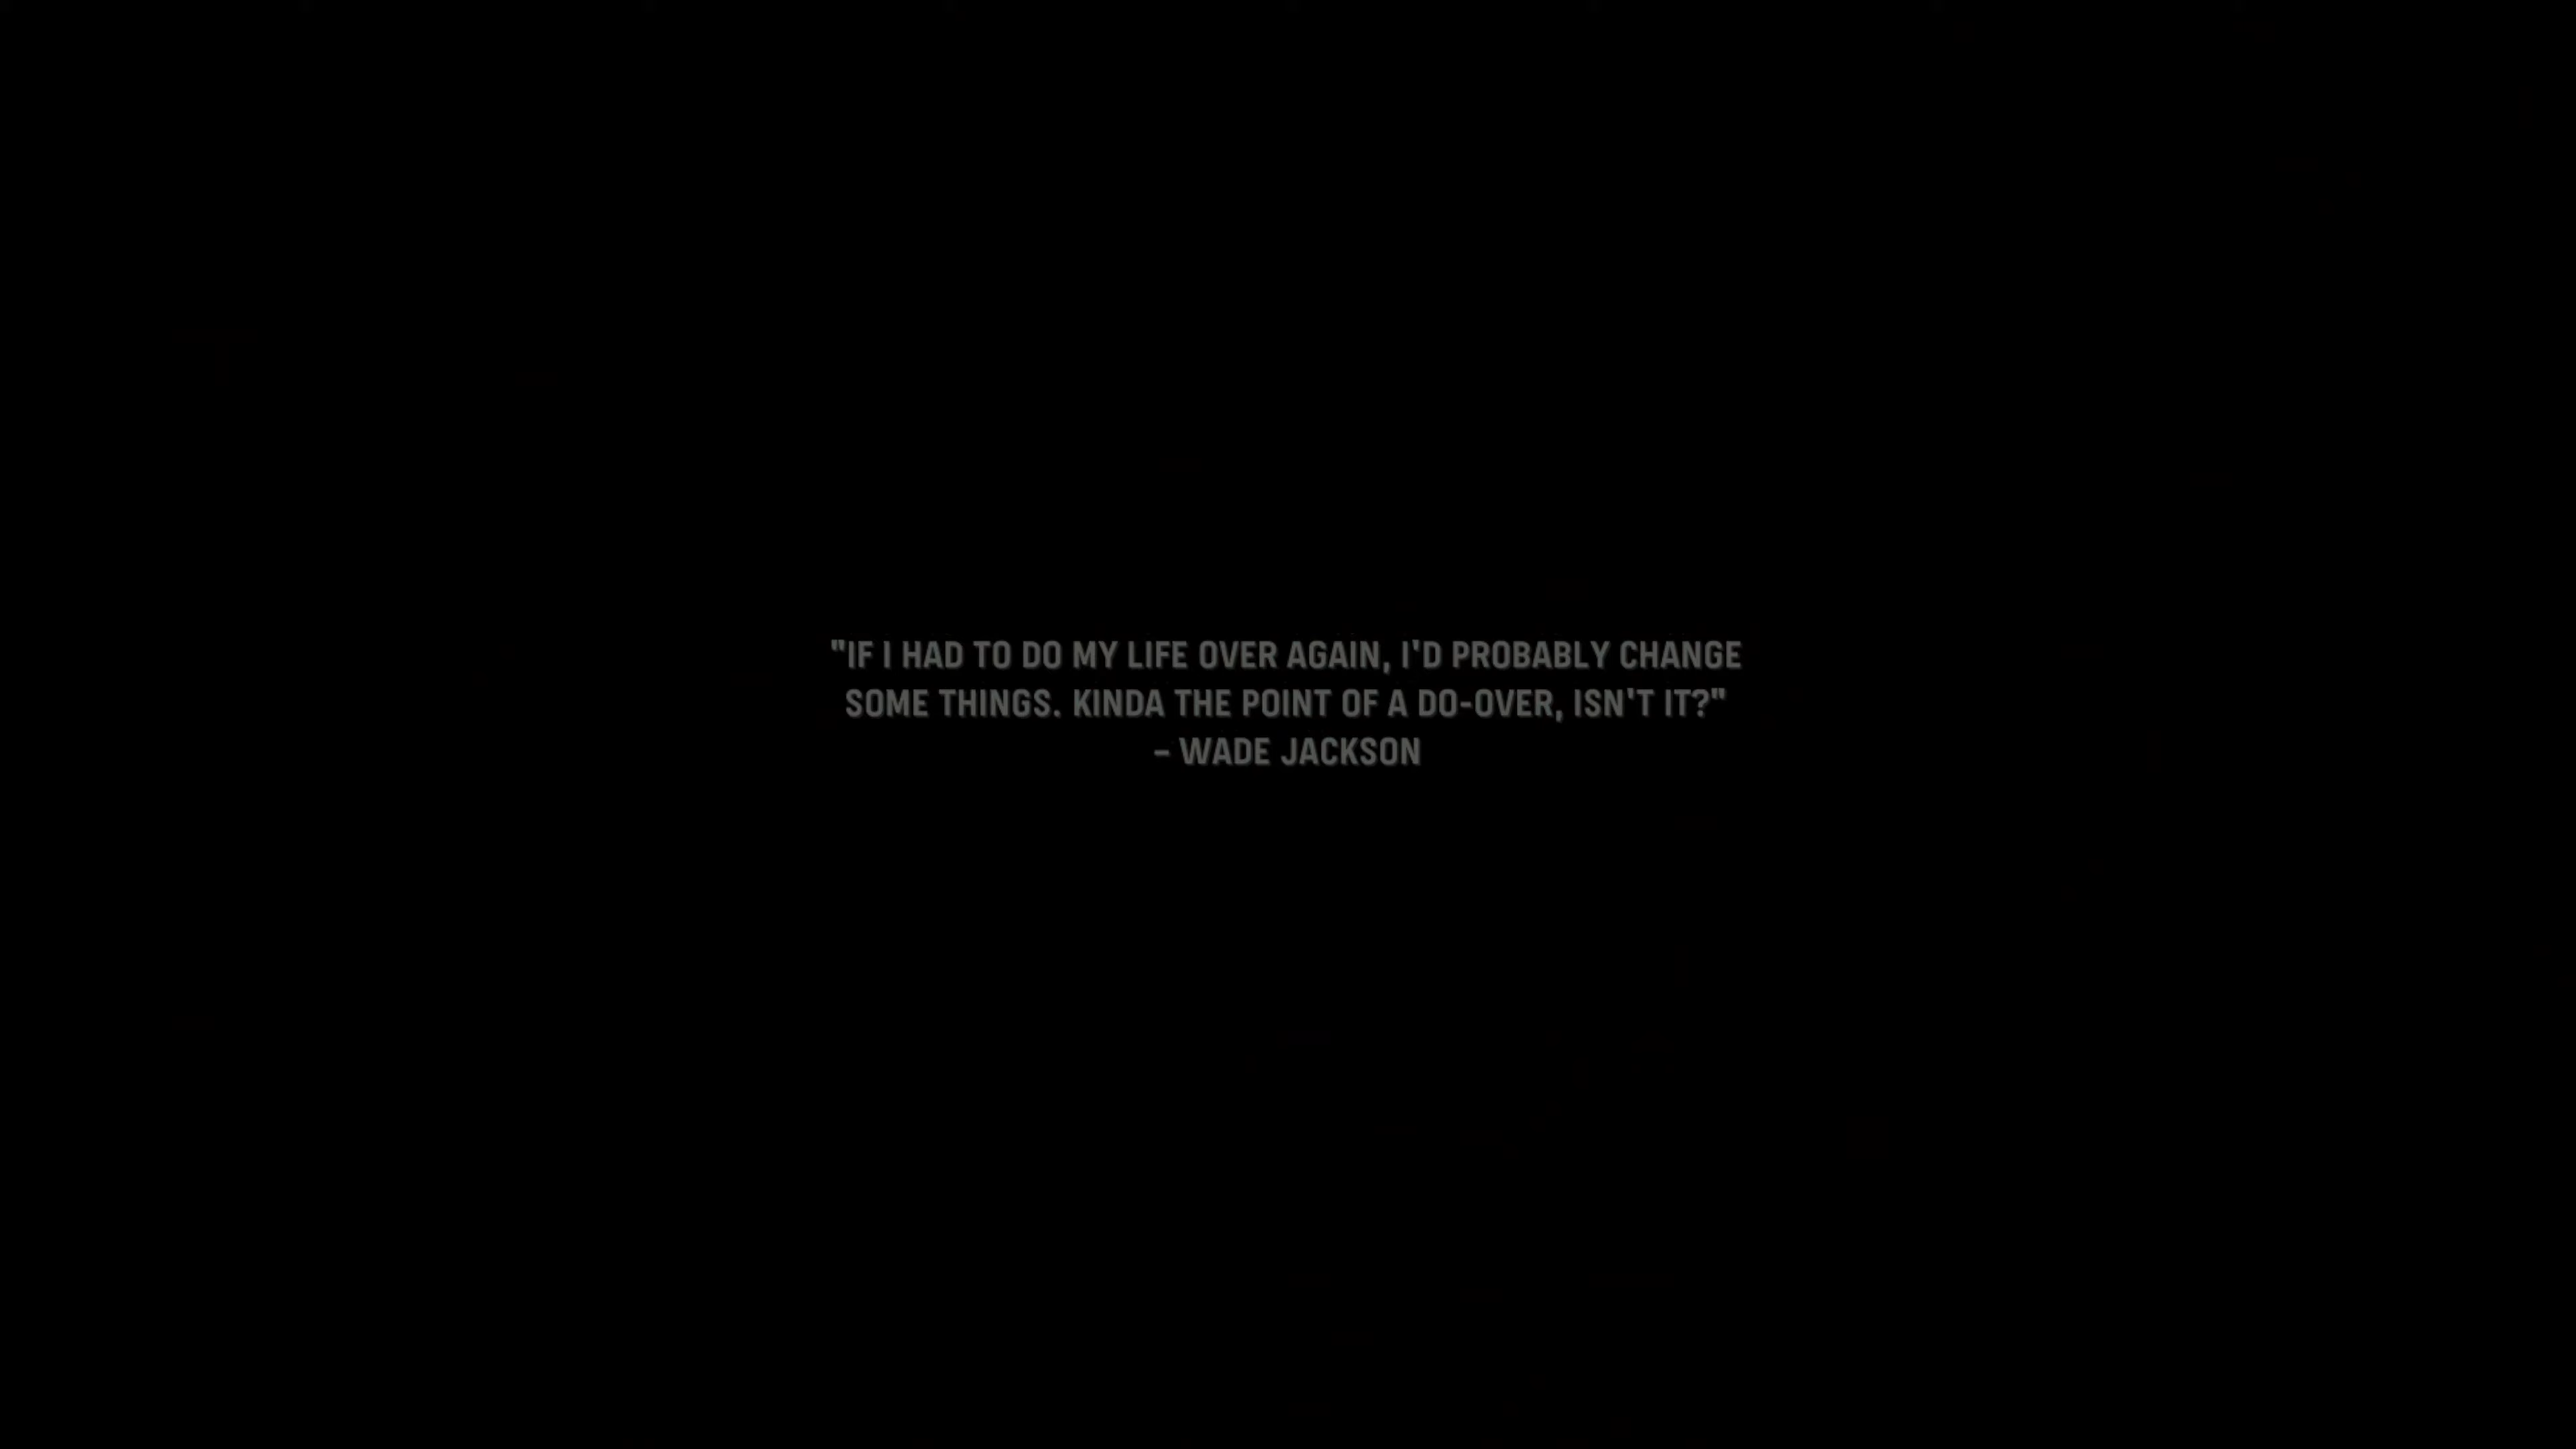 "IF I HAD TO DO MY LIFE OVER AGAIN, I'D PROBABLY CHANGE
SOME THINGS. KINDA THE POINT OF A DO-OVER, ISN'T IT?"
– WADE JACKSON